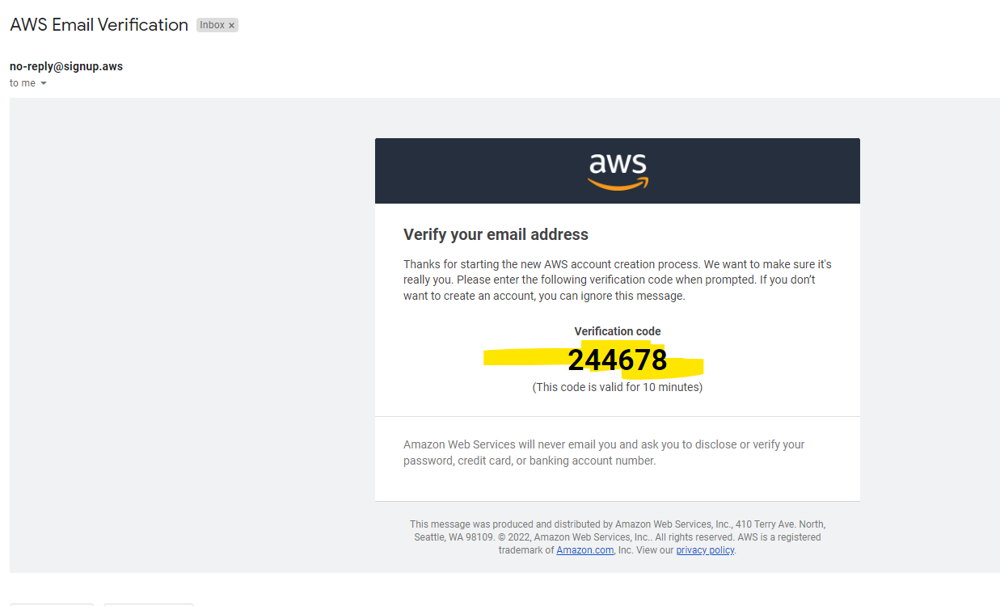 AWS Email Verification Inbox ×
no-reply@signup.aws
to me
aws
Verify your email address
Thanks for starting the new AWS account creation process. We want to make sure it's
really you. Please enter the following verification code when prompted. If you don’t
want to create an account, you can ignore this message.
Verification code
244678
(This code is valid for 10 minutes)
Amazon Web Services will never email you and ask you to disclose or verify your
password, credit card, or banking account number.
This message was produced and distributed by Amazon Web Services, Inc., 410 Terry Ave. North,
Seattle, WA 98109. © 2022, Amazon Web Services, Inc.. All rights reserved. AWS is a registered
trademark of Amazon.com, Inc. View our privacy policy.